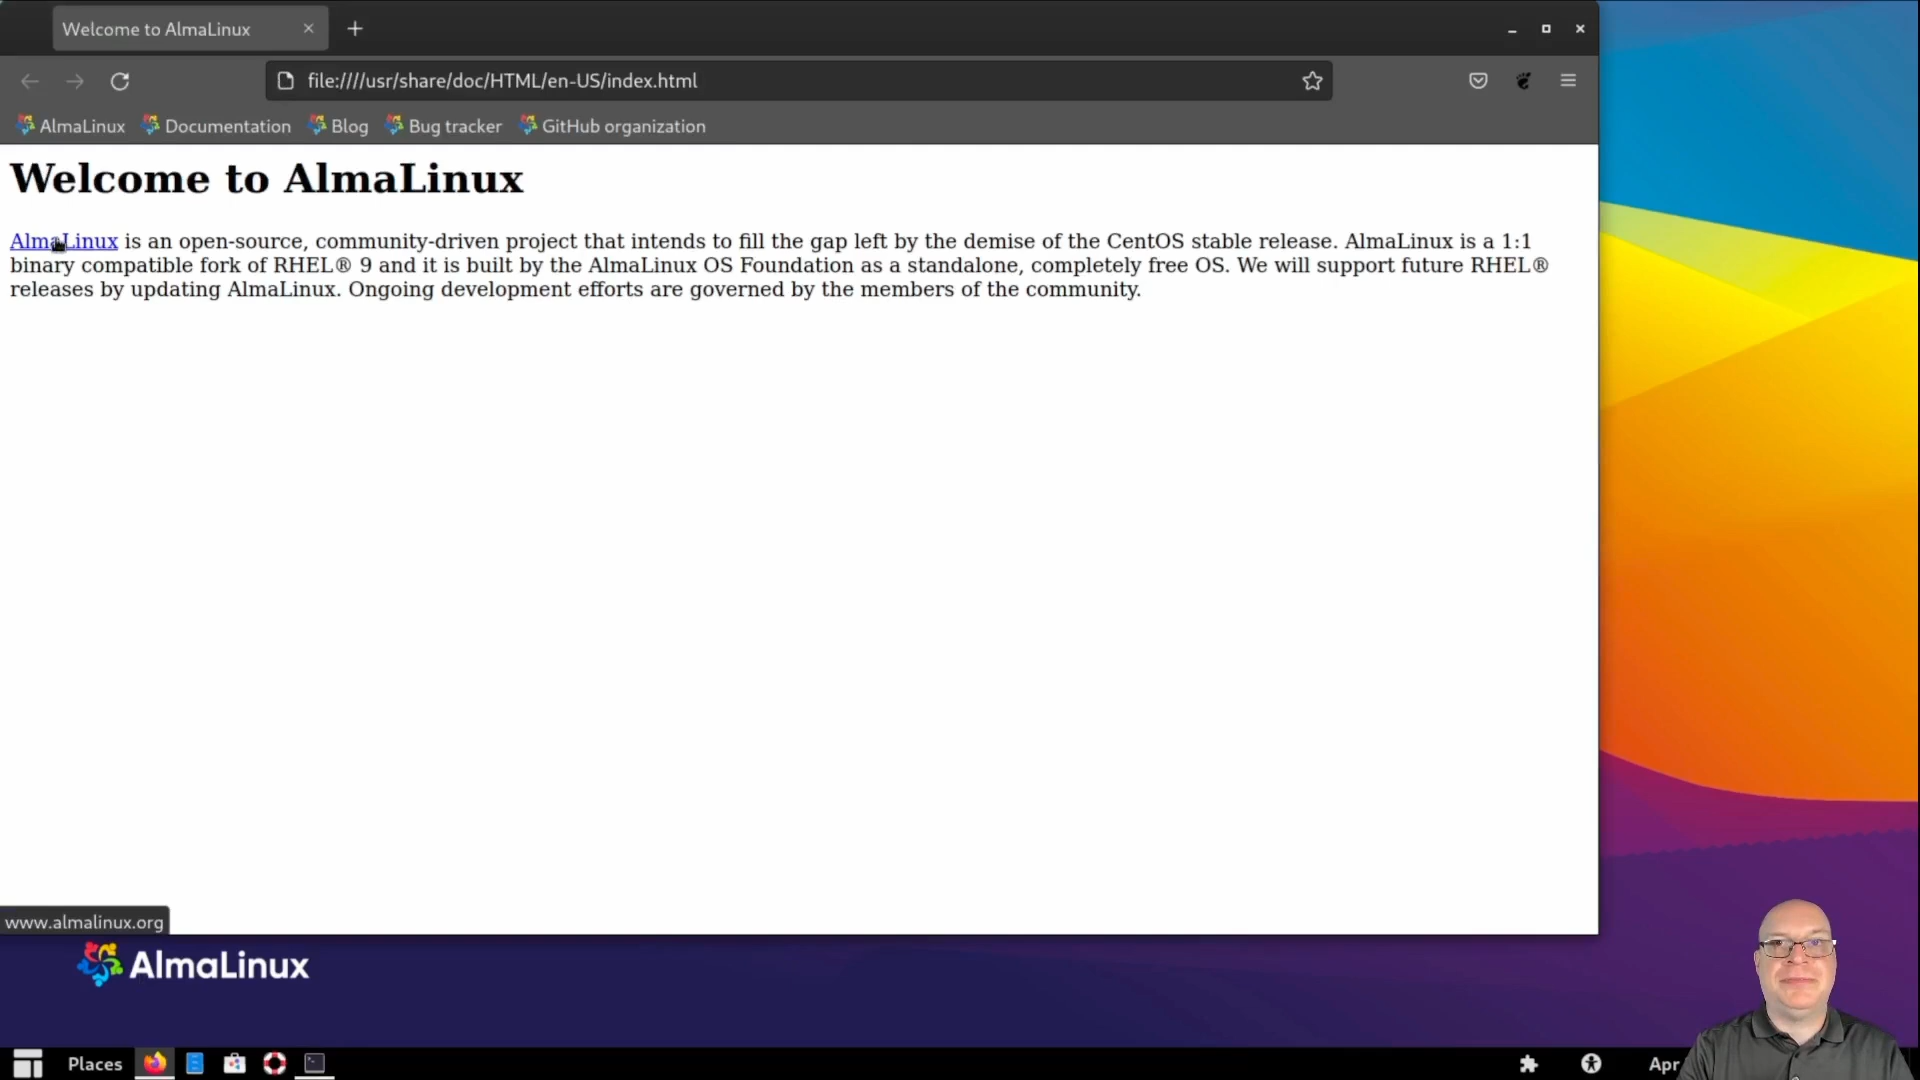 Welcome to AlmaLinux
file:////usr/share/doc/HTML/en-US/index.html
AlmaLinux Documentation Blog Bug tracker GitHub organization
Welcome to AlmaLinux
AlmaLinux is an open-source, community-driven project that intends to fill the gap left by the demise of the CentOS stable release. AlmaLinux is a 1:1
binary compatible fork of RHEL® 9 and it is built by the AlmaLinux OS Foundation as a standalone, completely free OS. We will support future RHEL®
releases by updating AlmaLinux. Ongoing development efforts are governed by the members of the community.
www.almalinux.org
AlmaLinux
Places Apr